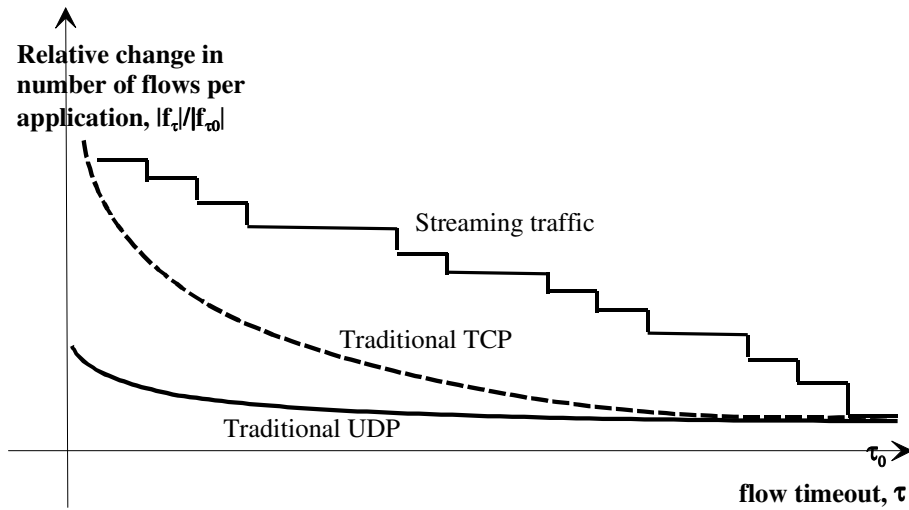 Relative change in
number of flows per
application, |fτ|/|fτ0|
Streaming traffic
Traditional TCP
Traditional UDP
τ0
flow timeout, τ